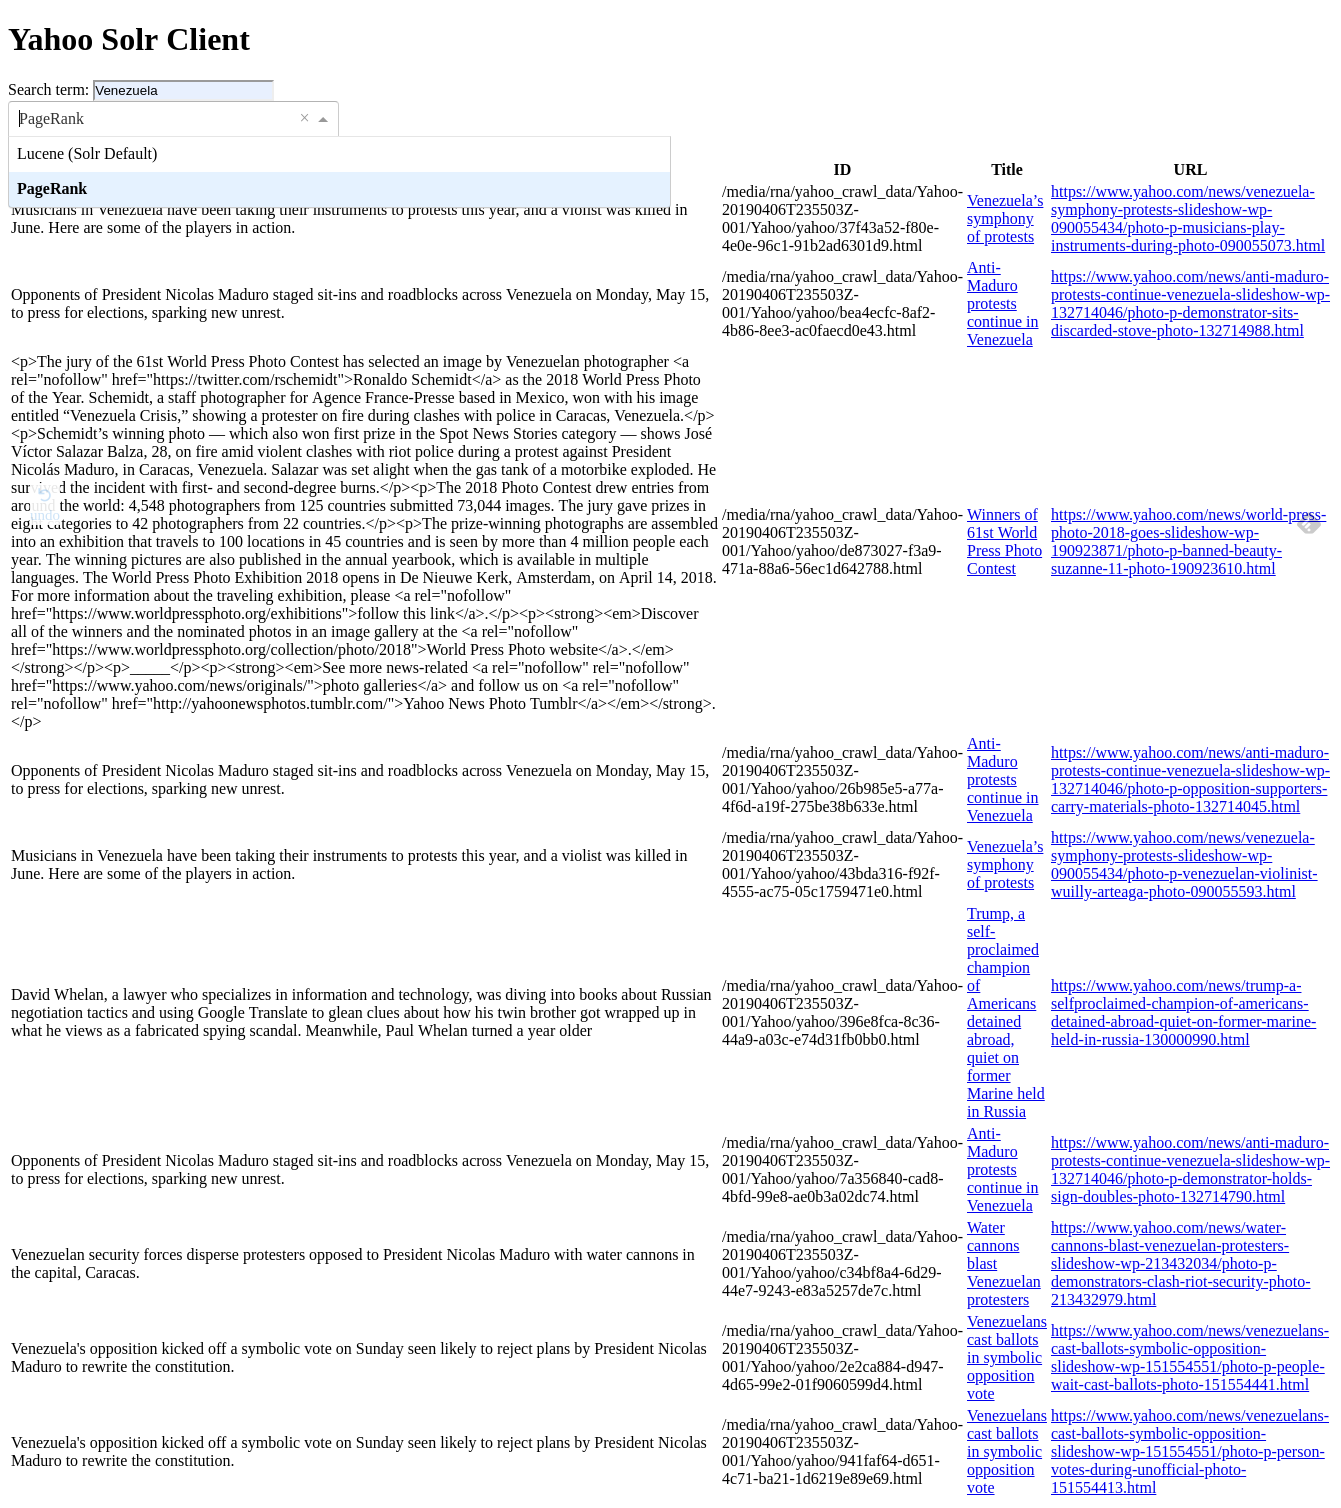 Yahoo Solr Client
Search term: Venezuela
PageRank ×
Lucene (Solr Default)
PageRank
ID Title URL
Musicians in Venezuela have been taking their instruments to protests this year, and a violist was killed in
June. Here are some of the players in action.
/media/rna/yahoo_crawl_data/Yahoo-
20190406T235503Z-
001/Yahoo/yahoo/37f43a52-f80e-
4e0e-96c1-91b2ad6301d9.html
Venezuela’s
symphony
of protests
https://www.yahoo.com/news/venezuela-
symphony-protests-slideshow-wp-
090055434/photo-p-musicians-play-
instruments-during-photo-090055073.html
Opponents of President Nicolas Maduro staged sit-ins and roadblocks across Venezuela on Monday, May 15,
to press for elections, sparking new unrest.
/media/rna/yahoo_crawl_data/Yahoo-
20190406T235503Z-
001/Yahoo/yahoo/bea4ecfc-8af2-
4b86-8ee3-ac0faecd0e43.html
Anti-
Maduro
protests
continue in
Venezuela
https://www.yahoo.com/news/anti-maduro-
protests-continue-venezuela-slideshow-wp-
132714046/photo-p-demonstrator-sits-
discarded-stove-photo-132714988.html
<p>The jury of the 61st World Press Photo Contest has selected an image by Venezuelan photographer <a
rel="nofollow" href="https://twitter.com/rschemidt">Ronaldo Schemidt</a> as the 2018 World Press Photo
of the Year. Schemidt, a staff photographer for Agence France-Presse based in Mexico, won with his image
entitled “Venezuela Crisis,” showing a protester on fire during clashes with police in Caracas, Venezuela.</p>
<p>Schemidt’s winning photo — which also won first prize in the Spot News Stories category — shows José
Víctor Salazar Balza, 28, on fire amid violent clashes with riot police during a protest against President
Nicolás Maduro, in Caracas, Venezuela. Salazar was set alight when the gas tank of a motorbike exploded. He
sur d the incident with first- and second-degree burns.</p><p>The 2018 Photo Contest drew entries from
aro the world: 4,548 photographers from 125 countries submitted 73,044 images. The jury gave prizes in
eight categories to 42 photographers from 22 countries.</p><p>The prize-winning photographs are assembled
into an exhibition that travels to 100 locations in 45 countries and is seen by more than 4 million people each
year. The winning pictures are also published in the annual yearbook, which is available in multiple
languages. The World Press Photo Exhibition 2018 opens in De Nieuwe Kerk, Amsterdam, on April 14, 2018.
For more information about the traveling exhibition, please <a rel="nofollow"
href="https://www.worldpressphoto.org/exhibitions">follow this link</a>.</p><p><strong><em>Discover
all of the winners and the nominated photos in an image gallery at the <a rel="nofollow"
href="https://www.worldpressphoto.org/collection/photo/2018">World Press Photo website</a>.</em>
</strong></p><p>_____</p><p><strong><em>See more news-related <a rel="nofollow" rel="nofollow"
href="https://www.yahoo.com/news/originals/">photo galleries</a> and follow us on <a rel="nofollow"
rel="nofollow" href="http://yahoonewsphotos.tumblr.com/">Yahoo News Photo Tumblr</a></em></strong>.
</p>
undo
/media/rna/yahoo_crawl_data/Yahoo-
20190406T235503Z-
001/Yahoo/yahoo/de873027-f3a9-
471a-88a6-56ec1d642788.html
Winners of
61st World
Press Photo
Contest
https://www.yahoo.com/news/world-press-
photo-2018-goes-slideshow-wp-
190923871/photo-p-banned-beauty-
suzanne-11-photo-190923610.html
Opponents of President Nicolas Maduro staged sit-ins and roadblocks across Venezuela on Monday, May 15,
to press for elections, sparking new unrest.
/media/rna/yahoo_crawl_data/Yahoo-
20190406T235503Z-
001/Yahoo/yahoo/26b985e5-a77a-
4f6d-a19f-275be38b633e.html
Anti-
Maduro
protests
continue in
Venezuela
https://www.yahoo.com/news/anti-maduro-
protests-continue-venezuela-slideshow-wp-
132714046/photo-p-opposition-supporters-
carry-materials-photo-132714045.html
Musicians in Venezuela have been taking their instruments to protests this year, and a violist was killed in
June. Here are some of the players in action.
/media/rna/yahoo_crawl_data/Yahoo-
20190406T235503Z-
001/Yahoo/yahoo/43bda316-f92f-
4555-ac75-05c1759471e0.html
Venezuela’s
symphony
of protests
https://www.yahoo.com/news/venezuela-
symphony-protests-slideshow-wp-
090055434/photo-p-venezuelan-violinist-
wuilly-arteaga-photo-090055593.html
David Whelan, a lawyer who specializes in information and technology, was diving into books about Russian
negotiation tactics and using Google Translate to glean clues about how his twin brother got wrapped up in
what he views as a fabricated spying scandal. Meanwhile, Paul Whelan turned a year older
/media/rna/yahoo_crawl_data/Yahoo-
20190406T235503Z-
001/Yahoo/yahoo/396e8fca-8c36-
44a9-a03c-e74d31fb0bb0.html
Trump, a
self-
proclaimed
champion
of
Americans
detained
abroad,
quiet on
former
Marine held
in Russia
https://www.yahoo.com/news/trump-a-
selfproclaimed-champion-of-americans-
detained-abroad-quiet-on-former-marine-
held-in-russia-130000990.html
Opponents of President Nicolas Maduro staged sit-ins and roadblocks across Venezuela on Monday, May 15,
to press for elections, sparking new unrest.
/media/rna/yahoo_crawl_data/Yahoo-
20190406T235503Z-
001/Yahoo/yahoo/7a356840-cad8-
4bfd-99e8-ae0b3a02dc74.html
Anti-
Maduro
protests
continue in
Venezuela
https://www.yahoo.com/news/anti-maduro-
protests-continue-venezuela-slideshow-wp-
132714046/photo-p-demonstrator-holds-
sign-doubles-photo-132714790.html
Venezuelan security forces disperse protesters opposed to President Nicolas Maduro with water cannons in
the capital, Caracas.
/media/rna/yahoo_crawl_data/Yahoo-
20190406T235503Z-
001/Yahoo/yahoo/c34bf8a4-6d29-
44e7-9243-e83a5257de7c.html
Water
cannons
blast
Venezuelan
protesters
https://www.yahoo.com/news/water-
cannons-blast-venezuelan-protesters-
slideshow-wp-213432034/photo-p-
demonstrators-clash-riot-security-photo-
213432979.html
Venezuela's opposition kicked off a symbolic vote on Sunday seen likely to reject plans by President Nicolas
Maduro to rewrite the constitution.
/media/rna/yahoo_crawl_data/Yahoo-
20190406T235503Z-
001/Yahoo/yahoo/2e2ca884-d947-
4d65-99e2-01f9060599d4.html
Venezuelans
cast ballots
in symbolic
opposition
vote
https://www.yahoo.com/news/venezuelans-
cast-ballots-symbolic-opposition-
slideshow-wp-151554551/photo-p-people-
wait-cast-ballots-photo-151554441.html
Venezuela's opposition kicked off a symbolic vote on Sunday seen likely to reject plans by President Nicolas
Maduro to rewrite the constitution.
/media/rna/yahoo_crawl_data/Yahoo-
20190406T235503Z-
001/Yahoo/yahoo/941faf64-d651-
4c71-ba21-1d6219e89e69.html
Venezuelans
cast ballots
in symbolic
opposition
vote
https://www.yahoo.com/news/venezuelans-
cast-ballots-symbolic-opposition-
slideshow-wp-151554551/photo-p-person-
votes-during-unofficial-photo-
151554413.html